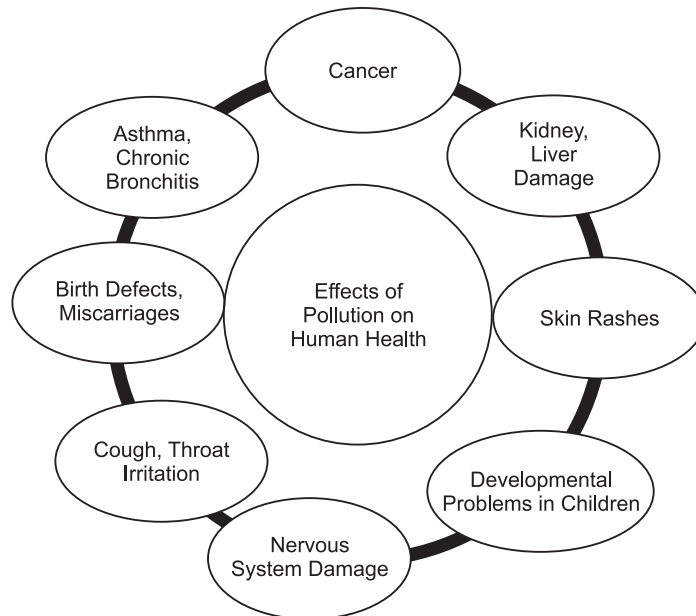 Cancer
Kidney,
Liver
Damage
Skin Rashes
Developmental
Problems in Children
Nervous
System Damage
Cough, Throat
Irritation
Birth Defects,
Miscarriages
Asthma,
Chronic
Bronchitis
Effects of
Pollution on
Human Health